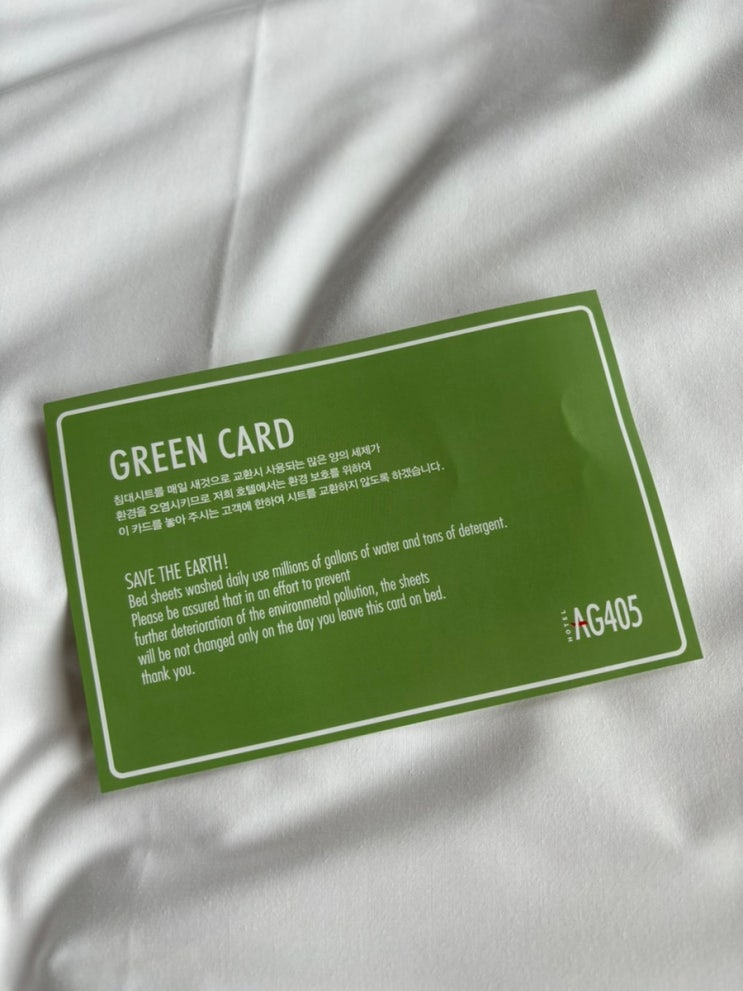 GREEN CARD
침대시트를 매일 새것으로 교환시 사용되는 많은 양의 세제가
환경을 오염시키므로 저희 호텔에서는 환경 보호를 위하여
이 카드를 놓아 주시는 고객에 한하여 시트를 교환하지 않도록 하겠습니다.
SAVE THE EARTH!
Bed sheets washed daily use millions of gallons of water and tons of detergent.
Please be assured that in an effort to prevent
further deterioration of the environmetal pollution, the sheets
will be not changed only on the day you leave this card on bed.
thank you.
HOTEL AG405